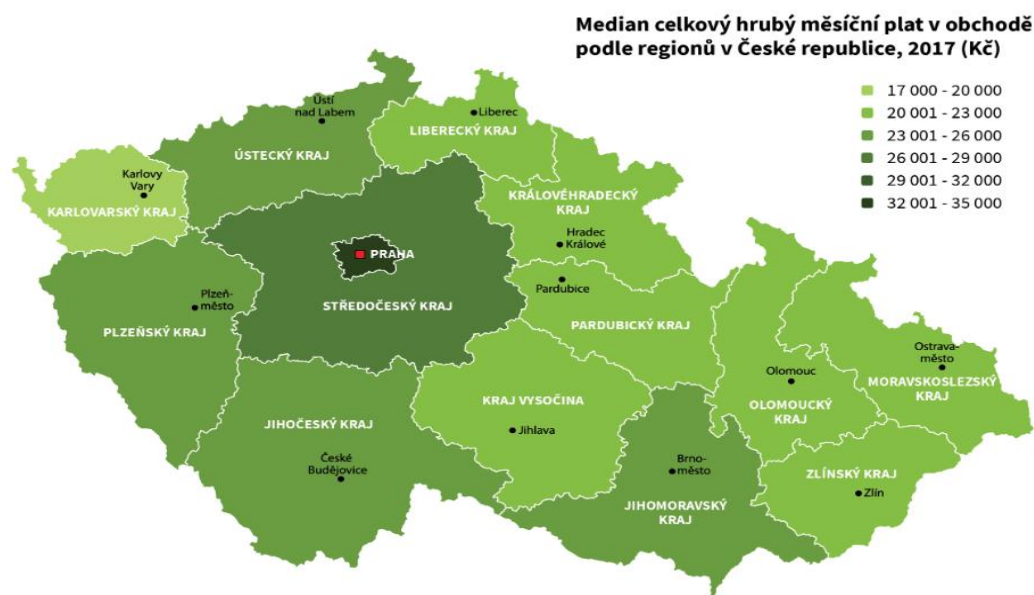 Median celkový hrubý měsíční plat v obchodě
podle regionů v České republice, 2017 (Kč)
17 000 - 20 000
20 001 - 23 000
23 001 - 26 000
26 001 - 29 000
29 001 - 32 000
32 001 - 35 000
Ústí
nad Labem
ÚSTECKÝ KRAJ
Liberec
LIBERECKÝ KRAJ
Karlovy
Vary
KARLOVARSKÝ KRAJ
KRÁLOVÉHRADECKÝ
KRAJ
Hradec
Králové
PRAHA
STŘEDOČESKÝ KRAJ
Plzeň-
město
PLZEŇSKÝ KRAJ
Pardubice
PARDUBICKÝ KRAJ
Ostrava-
město
MORAVSKOSLEZSKÝ
KRAJ
Olomouc
OLOMOUCKÝ
KRAJ
KRAJ VYSOČINA
Jihlava
JIHOČESKÝ KRAJ
České
Budějovice
Brno-
město
JIHOMORAVSKÝ
KRAJ
ZLÍNSKÝ KRAJ
Zlín